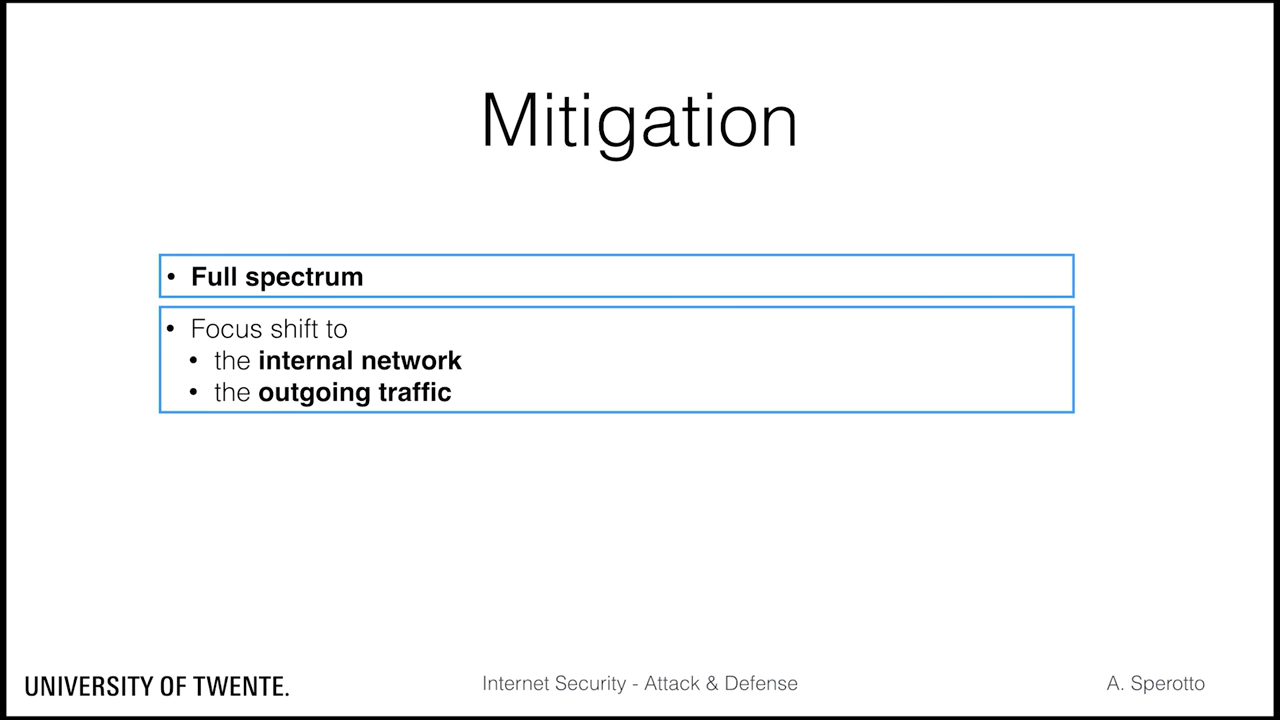 Mitigation
• Full spectrum
• Focus shift to
• the internal network
• the outgoing traffic
UNIVERSITY OF TWENTE.
Internet Security - Attack & Defense
A. Sperotto